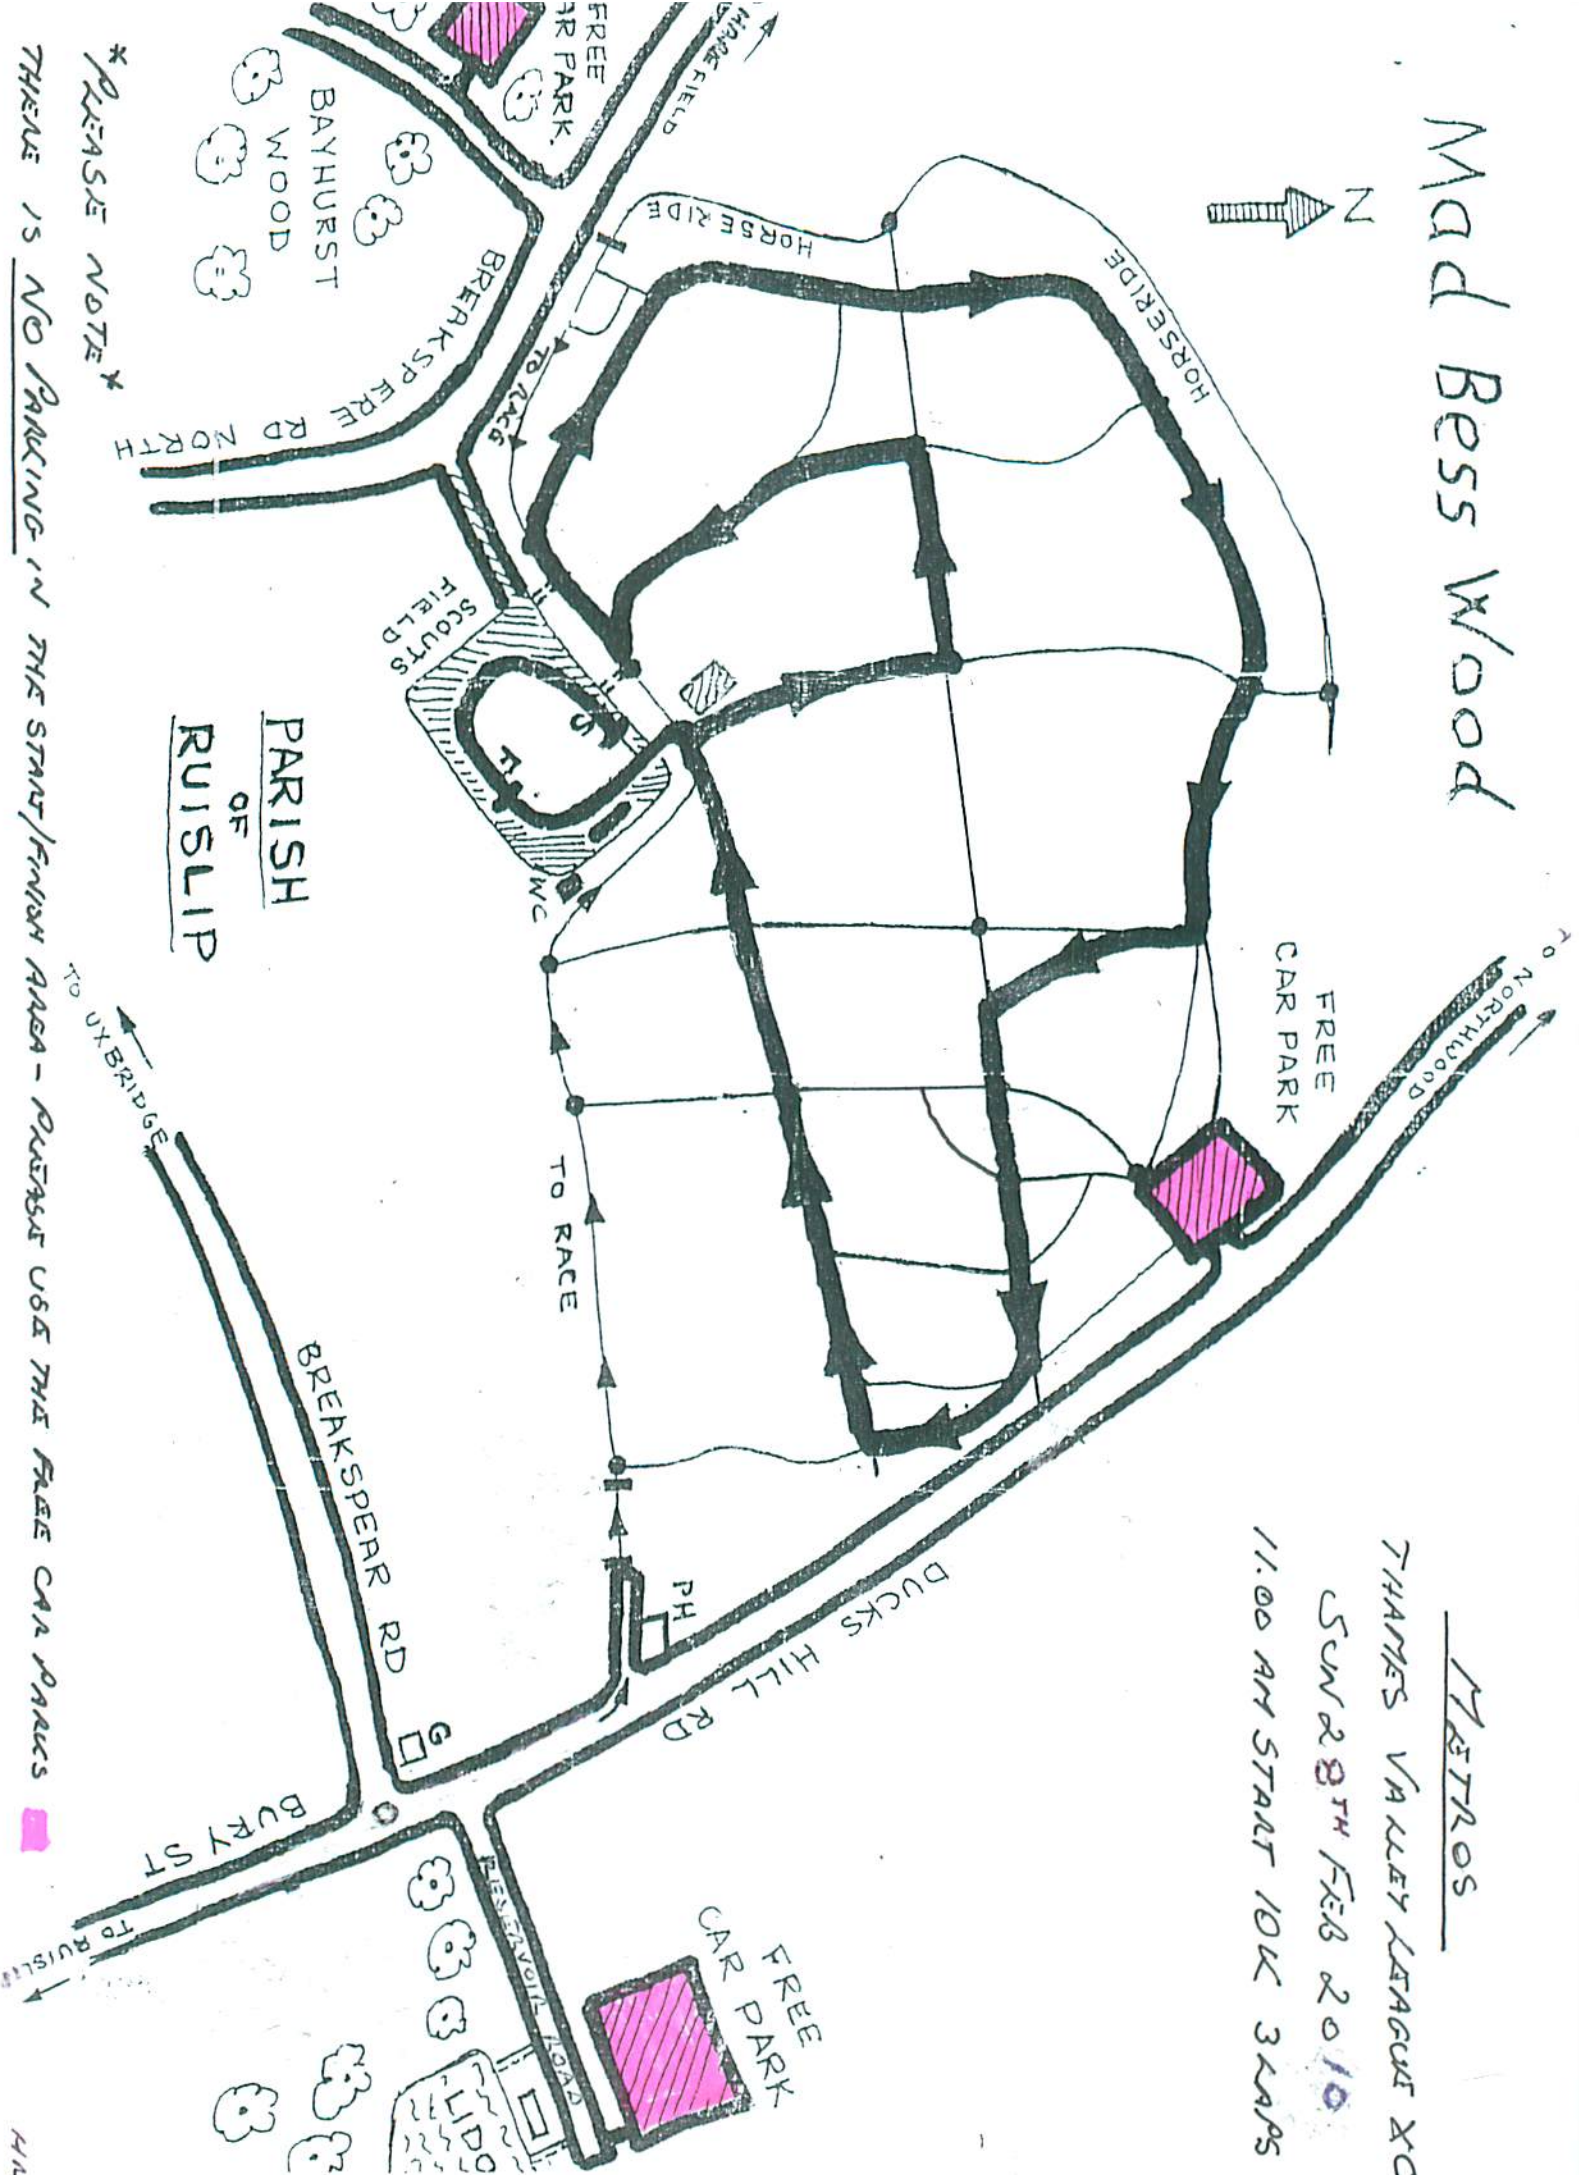 Mad Bess Wood
METROS
THAMES VALLEY LEAGUE XC
SUN 28TH FEB 2010
11.00 AM START 10K 3 LAPS
N
FREE
CAR PARK.
HAREFIELD
HORSERIDE
HORSERIDE
BAYHURST
WOOD
BREAKSPERE RD NORTH
TO RACE
SCOUTS
FIELD
S
F
WC
PARISH
OF
RUISLIP
FREE
CAR PARK
TO NORTHWOOD
TO RACE
TO UXBRIDGE
BREAKSPEAR RD
PH
DUCKS HILL RD
G
BURY ST
TO RUISLIP
RESERVOIR ROAD
FREE
CAR PARK
LIDO
*PLEASE NOTE*
THERE IS NO PARKING IN THE START/FINISH AREA - PLEASE USE THE FREE CAR PARKS